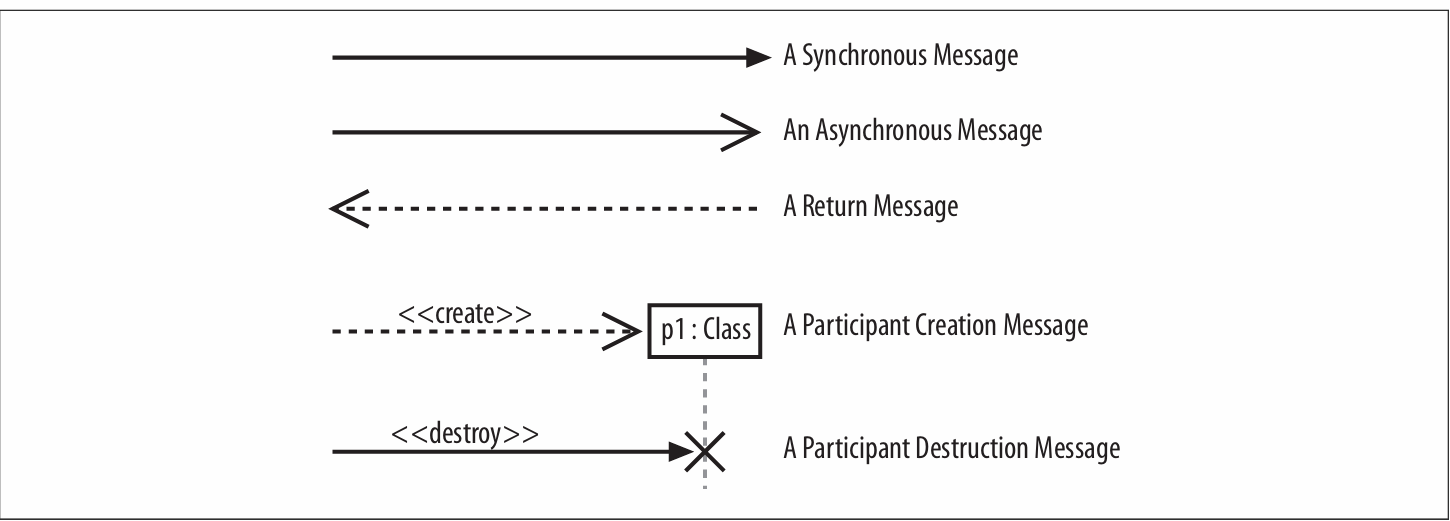 A Synchronous Message
An Asynchronous Message
A Return Message
<<create>>
p1 : Class
A Participant Creation Message
<<destroy>>
A Participant Destruction Message